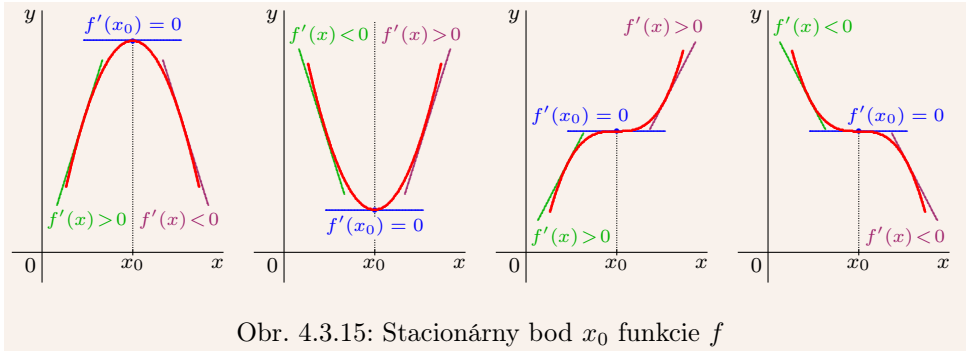 y
f'(x₀) = 0
f'(x) > 0
f'(x) < 0
0
x₀
x
y
f'(x) < 0
f'(x) > 0
f'(x₀) = 0
0
x₀
x
y
f'(x) > 0
f'(x₀) = 0
f'(x) > 0
0
x₀
x
y
f'(x) < 0
f'(x₀) = 0
f'(x) < 0
0
x₀
x
Obr. 4.3.15: Stacionárny bod x₀ funkcie f